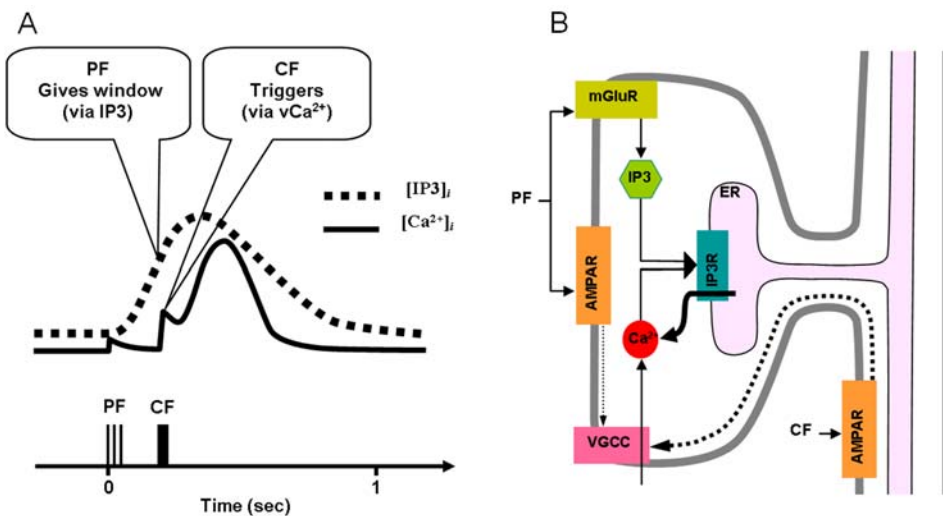 A
PF
Gives window
(via IP3)
CF
Triggers
(via vCa²⁺)
[IP3]i
[Ca²⁺]i
PF
CF
0
1
Time (sec)
B
mGluR
IP3
ER
PF
AMPAR
IP3R
Ca²⁺
VGCC
CF
AMPAR